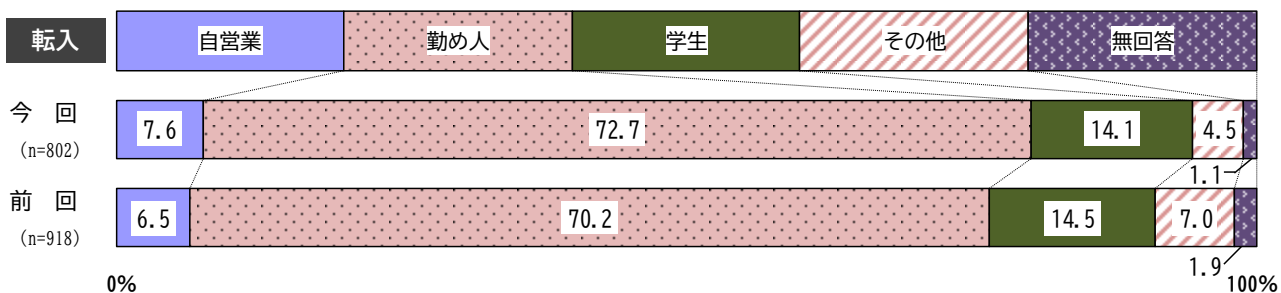 転入 自営業 勤め人 学生 その他 無回答
今 回 7.6 72.7 14.1 4.5
(n=802)
1.1
前 回 6.5 70.2 14.5 7.0
(n=918)
1.9
0% 100%